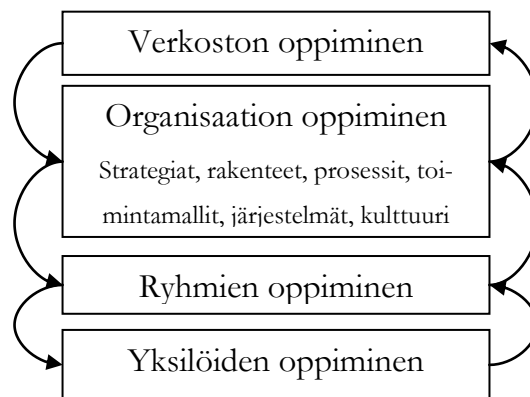 Verkoston oppiminen
Organisaation oppiminen
Strategiat, rakenteet, prosessit, toi-
mintamallit, järjestelmät, kulttuuri
Ryhmien oppiminen
Yksilöiden oppiminen